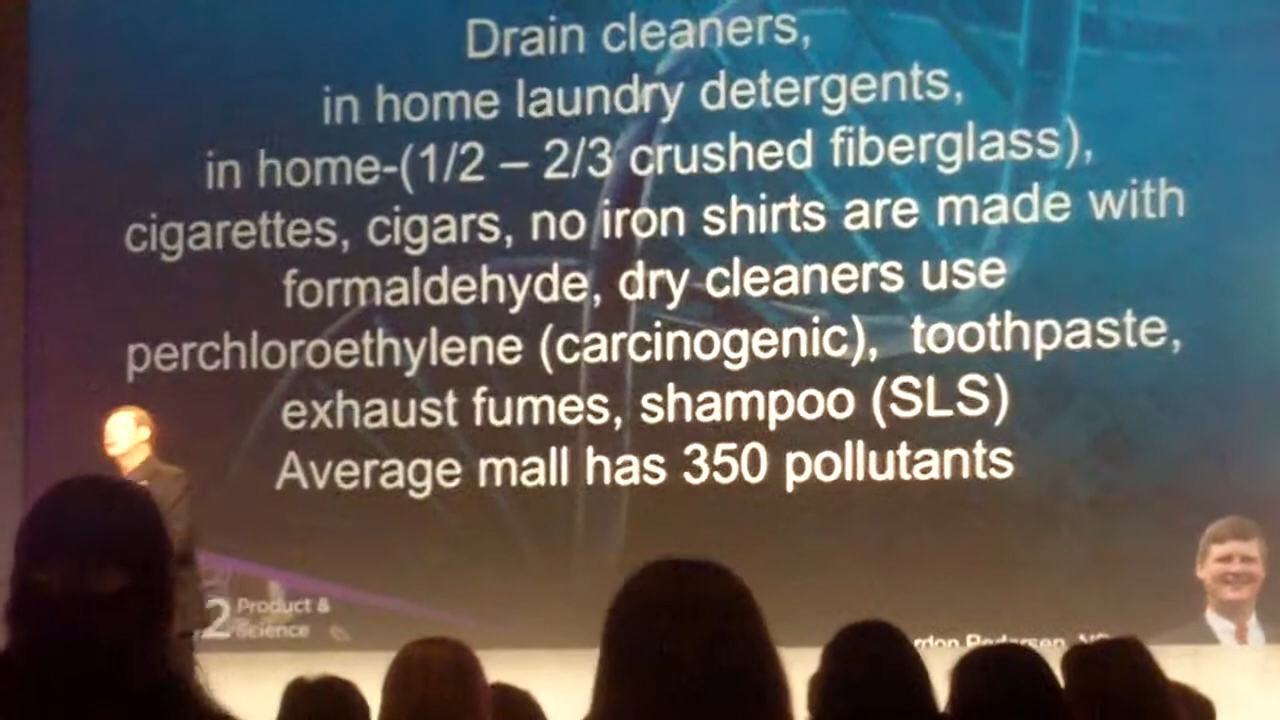 Drain cleaners,
in home laundry detergents,
in home-(1/2 – 2/3 crushed fiberglass),
cigarettes, cigars, no iron shirts are made with
formaldehyde, dry cleaners use
perchloroethylene (carcinogenic), toothpaste,
exhaust fumes, shampoo (SLS)
Average mall has 350 pollutants
2 Product &
Science